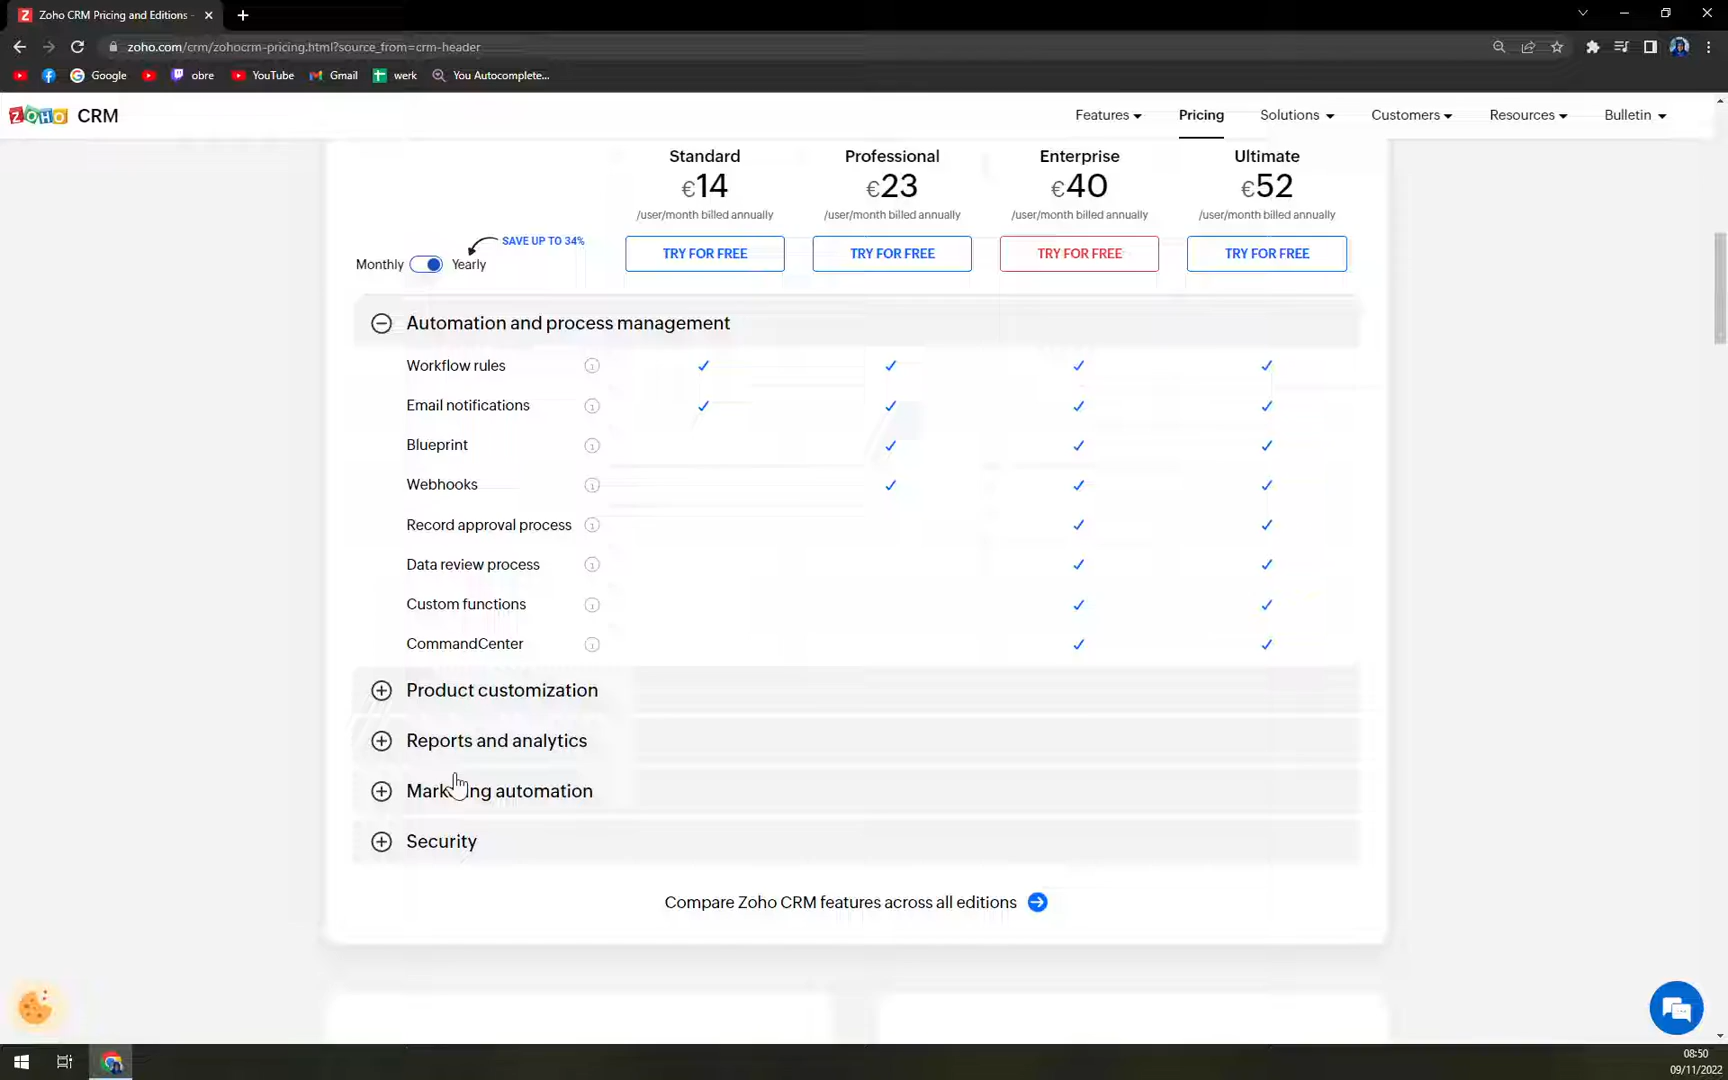 Zoho CRM Pricing and Editions -
zoho.com/crm/zohocrm-pricing.html?source_from=crm-header
Google
obre
YouTube
Gmail
werk
You Autocomplete...
ZOHO CRM
Features
Pricing
Solutions
Customers
Resources
Bulletin
Standard
Professional
Enterprise
Ultimate
€14
€23
€40
€52
/user/month billed annually
/user/month billed annually
/user/month billed annually
/user/month billed annually
SAVE UP TO 34%
Monthly
Yearly
TRY FOR FREE
TRY FOR FREE
TRY FOR FREE
TRY FOR FREE
Automation and process management
Workflow rules
Email notifications
Blueprint
Webhooks
Record approval process
Data review process
Custom functions
CommandCenter
Product customization
Reports and analytics
Marketing automation
Security
Compare Zoho CRM features across all editions
08:50
09/11/2022